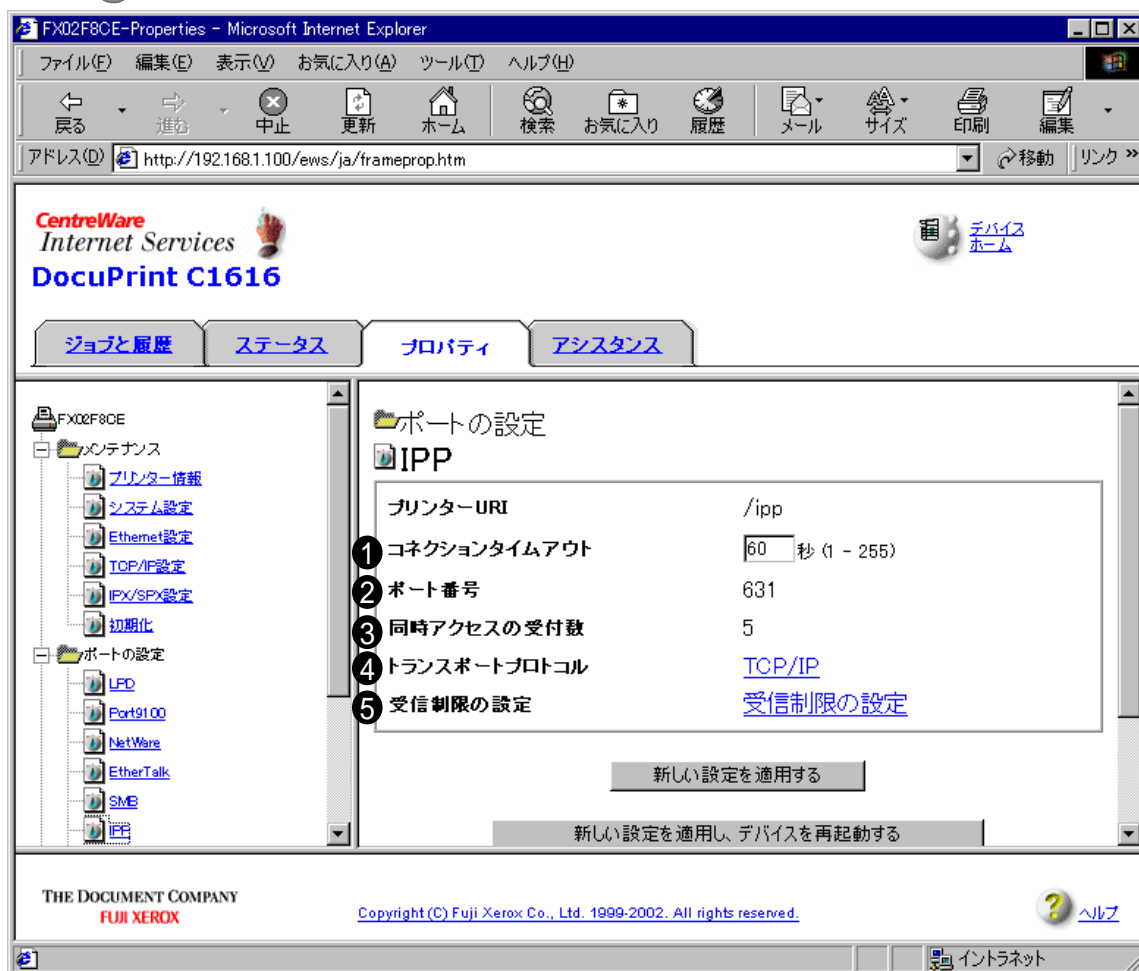 FX02F8CE-Properties - Microsoft Internet Explorer
ファイル(F) 編集(E) 表示(V) お気に入り(A) ツール(T) ヘルプ(H)
戻る 進む 中止 更新 ホーム 検索 お気に入り 履歴 メール サイズ 印刷 編集
アドレス(D) http://192.168.1.100/ews/ja/frameprop.htm 移動 リンク »
CentreWare
Internet Services
DocuPrint C1616
デバイス
ホーム
ジョブと履歴 ステータス プロパティ アシスタンス
FX02F8CE
メンテナンス
プリンター情報
システム設定
Ethernet設定
TCP/IP設定
IPX/SPX設定
初期化
ポートの設定
LPD
Port9100
NetWare
EtherTalk
SMB
IPP
ポートの設定
IPP
プリンターURI /ipp
1 コネクションタイムアウト 60 秒 (1 - 255)
2 ポート番号 631
3 同時アクセスの受付数 5
4 トランスポートプロトコル TCP/IP
5 受信制限の設定 受信制限の設定
新しい設定を適用する
新しい設定を適用し、デバイスを再起動する
THE DOCUMENT COMPANY
FUJI XEROX
Copyright (C) Fuji Xerox Co., Ltd. 1999-2002. All rights reserved.
ヘルプ
イントラネット